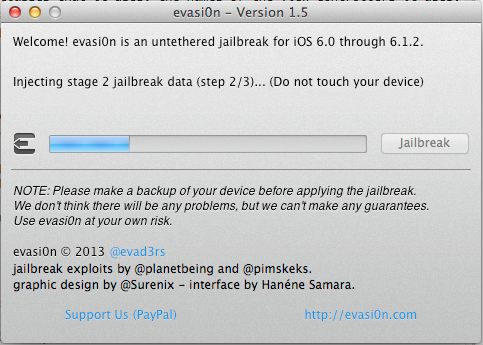 evasi0n - Version 1.5
Welcome! evasi0n is an untethered jailbreak for iOS 6.0 through 6.1.2.
Injecting stage 2 jailbreak data (step 2/3)... (Do not touch your device)
Jailbreak
NOTE: Please make a backup of your device before applying the jailbreak.
We don't think there will be any problems, but we can't make any guarantees.
Use evasi0n at your own risk.
evasi0n © 2013 @evad3rs
jailbreak exploits by @planetbeing and @pimskeks.
graphic design by @Surenix - interface by Hanéne Samara.
Support Us (PayPal) http://evasi0n.com